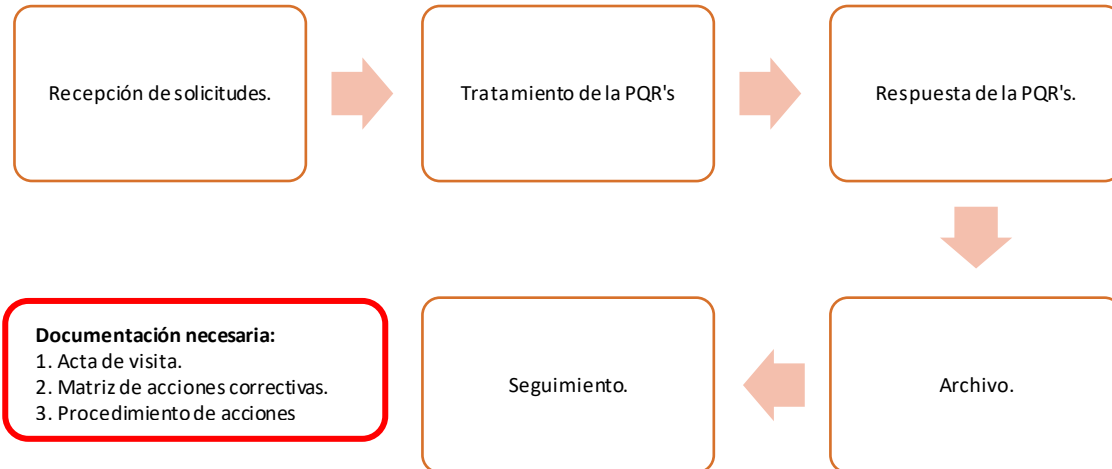 Recepción de solicitudes.
Tratamiento de la PQR's
Respuesta de la PQR's.
Documentación necesaria:
1. Acta de visita.
2. Matriz de acciones correctivas.
3. Procedimiento de acciones
Seguimiento.
Archivo.